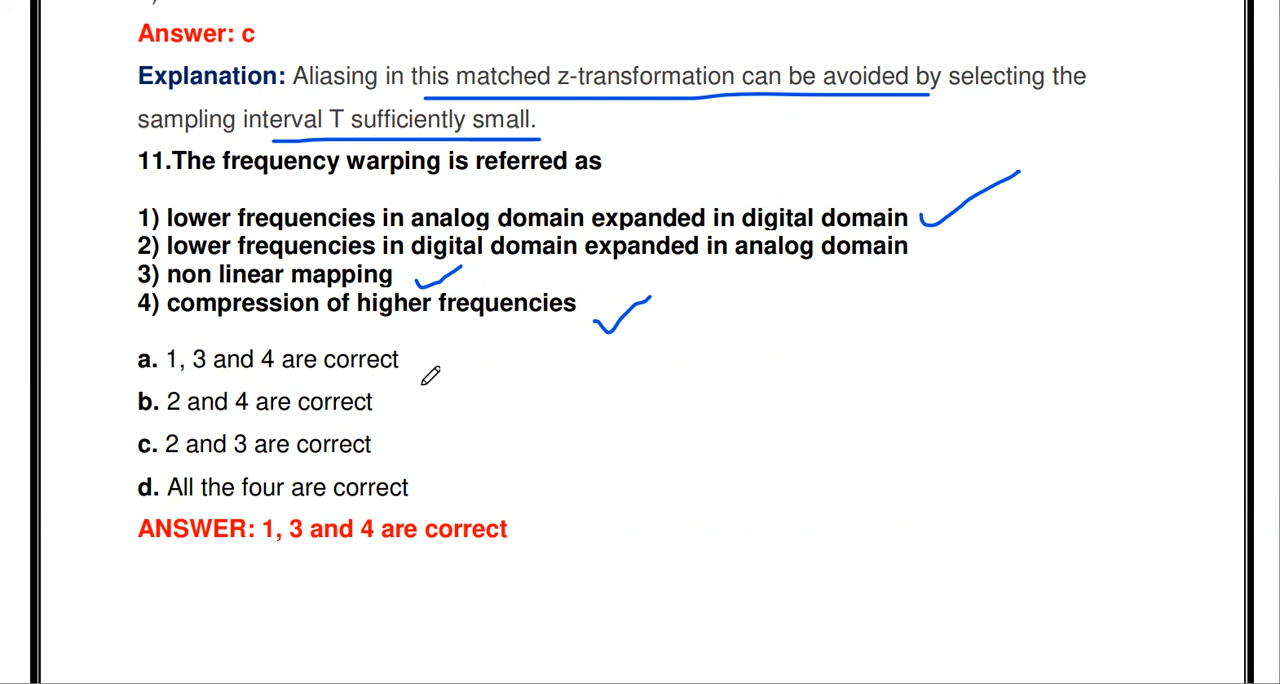 Answer: c
Explanation: Aliasing in this matched z-transformation can be avoided by selecting the
sampling interval T sufficiently small.
11.The frequency warping is referred as
1) lower frequencies in analog domain expanded in digital domain
2) lower frequencies in digital domain expanded in analog domain
3) non linear mapping
4) compression of higher frequencies
a. 1, 3 and 4 are correct
b. 2 and 4 are correct
c. 2 and 3 are correct
d. All the four are correct
ANSWER: 1, 3 and 4 are correct